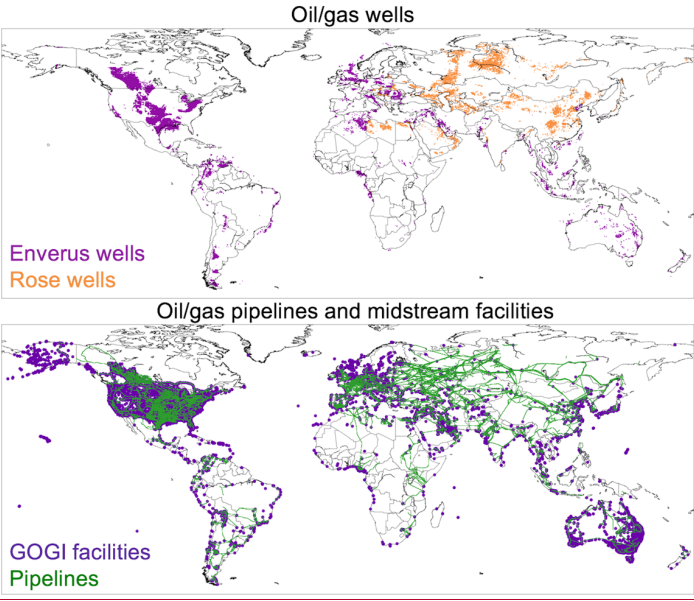 Oil/gas wells
Enverus wells
Rose wells
Oil/gas pipelines and midstream facilities
GOGI facilities
Pipelines